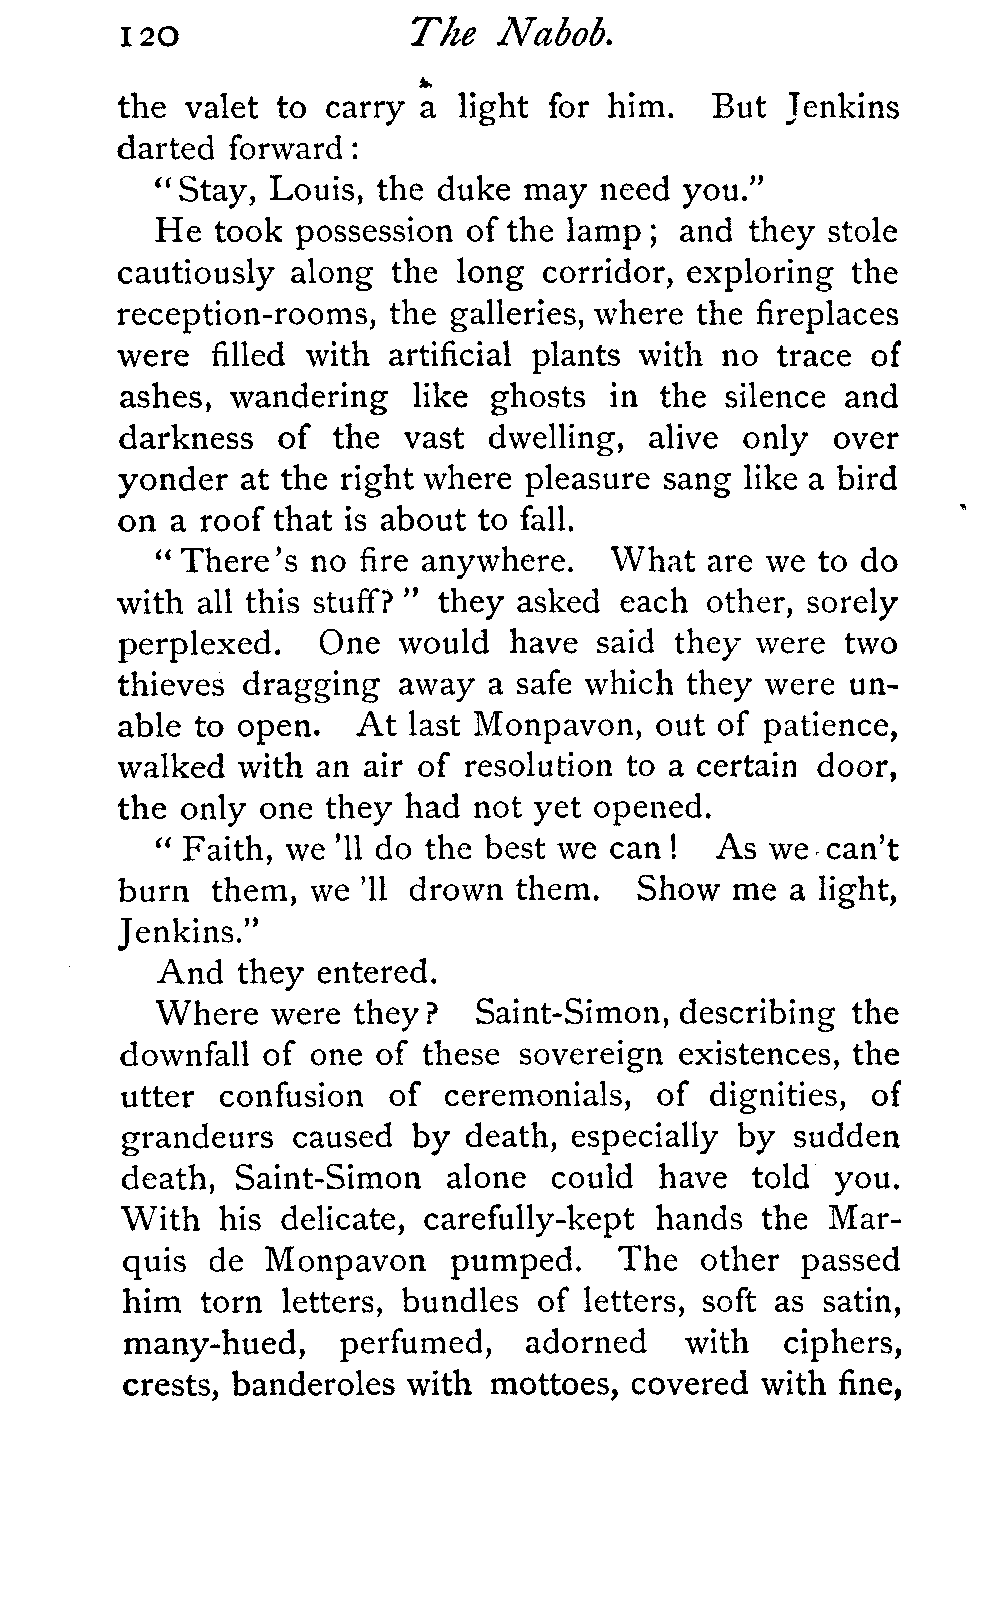 120 The Nabob.
the valet to carry a light for him. But Jenkins
darted forward:
"Stay, Louis, the duke may need you."
He took possession of the lamp; and they stole
cautiously along the long corridor, exploring the
reception-rooms, the galleries, where the fireplaces
were filled with artificial plants with no trace of
ashes, wandering like ghosts in the silence and
darkness of the vast dwelling, alive only over
yonder at the right where pleasure sang like a bird
on a roof that is about to fall.
"There's no fire anywhere. What are we to do
with all this stuff?" they asked each other, sorely
perplexed. One would have said they were two
thieves dragging away a safe which they were un-
able to open. At last Monpavon, out of patience,
walked with an air of resolution to a certain door,
the only one they had not yet opened.
"Faith, we 'll do the best we can! As we can't
burn them, we 'll drown them. Show me a light,
Jenkins."
And they entered.
Where were they? Saint-Simon, describing the
downfall of one of these sovereign existences, the
utter confusion of ceremonials, of dignities, of
grandeurs caused by death, especially by sudden
death, Saint-Simon alone could have told you.
With his delicate, carefully-kept hands the Mar-
quis de Monpavon pumped. The other passed
him torn letters, bundles of letters, soft as satin,
many-hued, perfumed, adorned with ciphers,
crests, banderoles with mottoes, covered with fine,